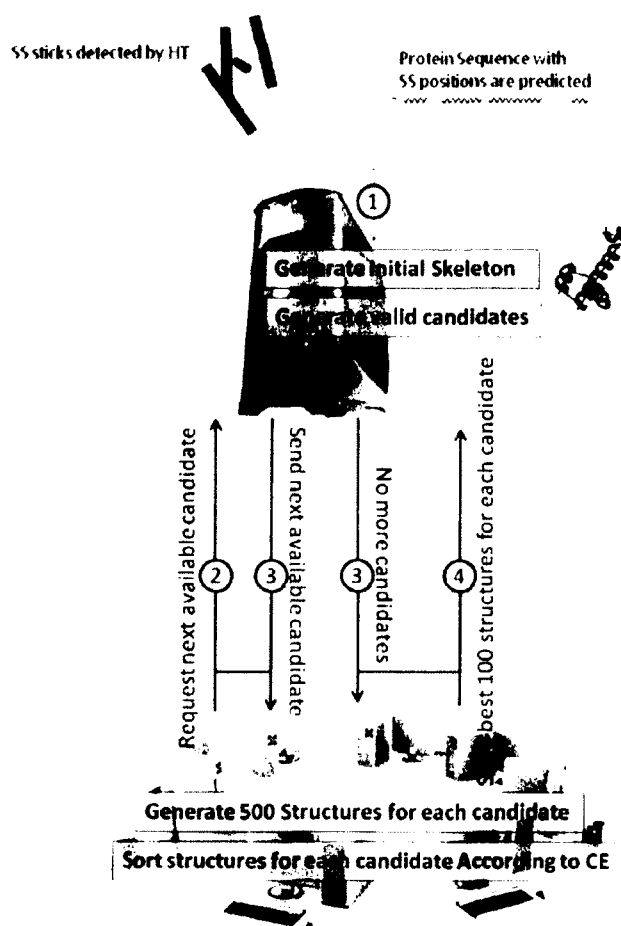 SS sticks detected by HT
Protein Sequence with
SS positions are predicted
1
Generate Initial Skeleton
Generate valid candidates
Request next available candidate
2
Send next available candidate
3
No more candidates
3
best 100 structures for each candidate
4
Generate 500 Structures for each candidate
Sort structures for each candidate According to CE